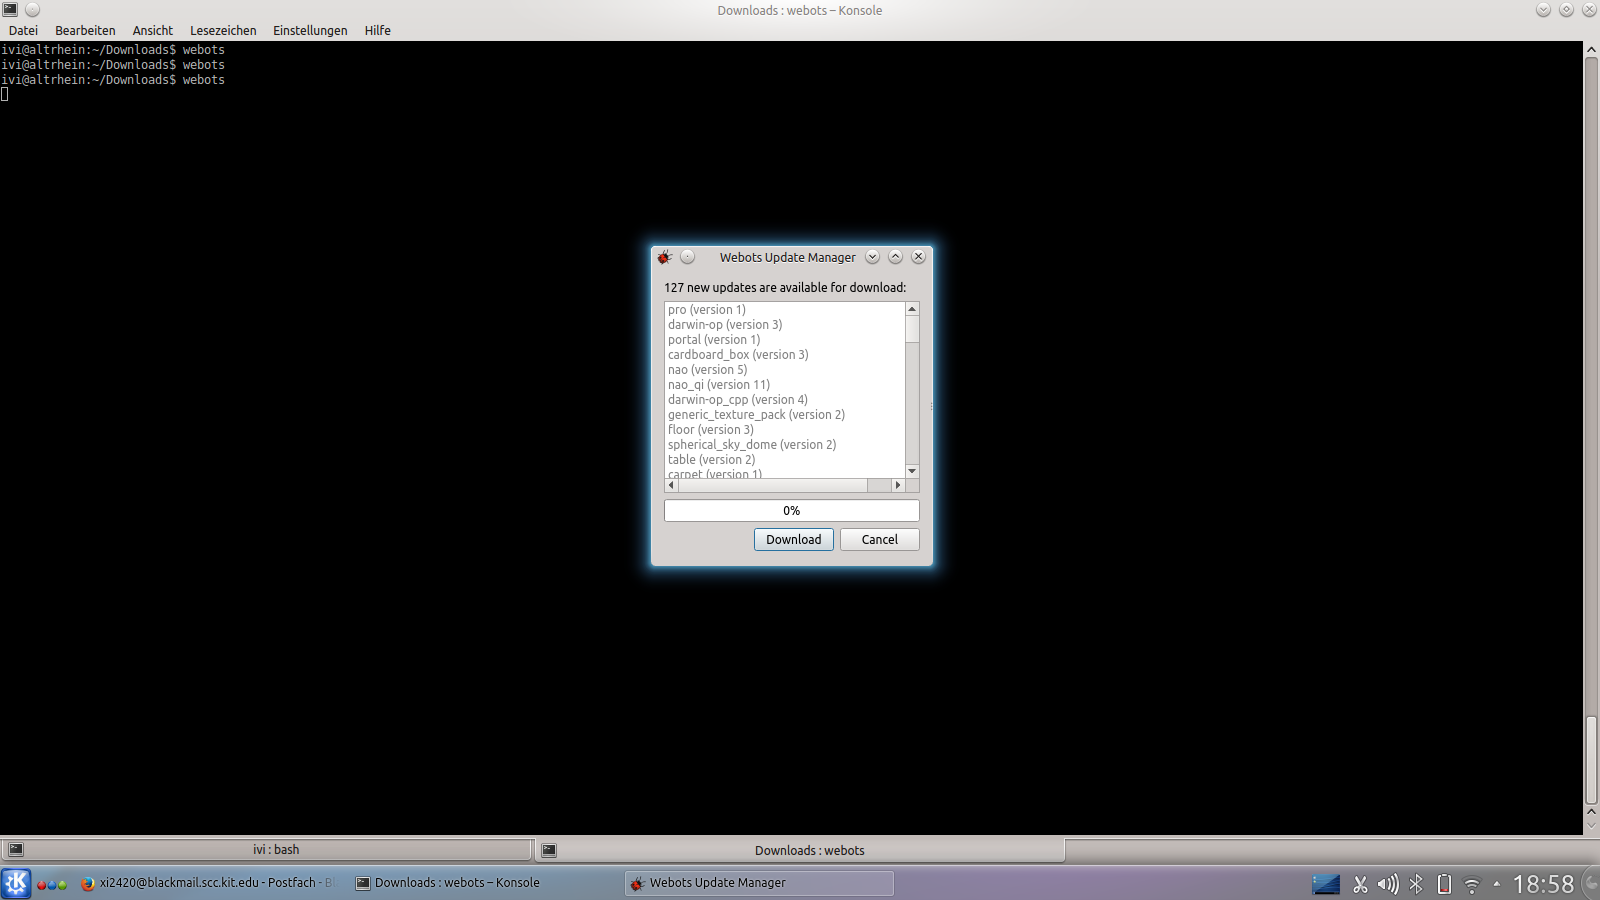 Downloads : webots – Konsole
Datei Bearbeiten Ansicht Lesezeichen Einstellungen Hilfe
ivi@altrhein:~/Downloads$ webots
ivi@altrhein:~/Downloads$ webots
ivi@altrhein:~/Downloads$ webots
Webots Update Manager
127 new updates are available for download:
pro (version 1)
darwin-op (version 3)
portal (version 1)
cardboard_box (version 3)
nao (version 5)
nao_qi (version 11)
darwin-op_cpp (version 4)
generic_texture_pack (version 2)
floor (version 3)
spherical_sky_dome (version 2)
table (version 2)
carpet (version 1)
0%
Download Cancel
ivi : bash Downloads : webots
xi2420@blackmail.scc.kit.edu - Postfach - Downloads : webots – Konsole Webots Update Manager 18:58